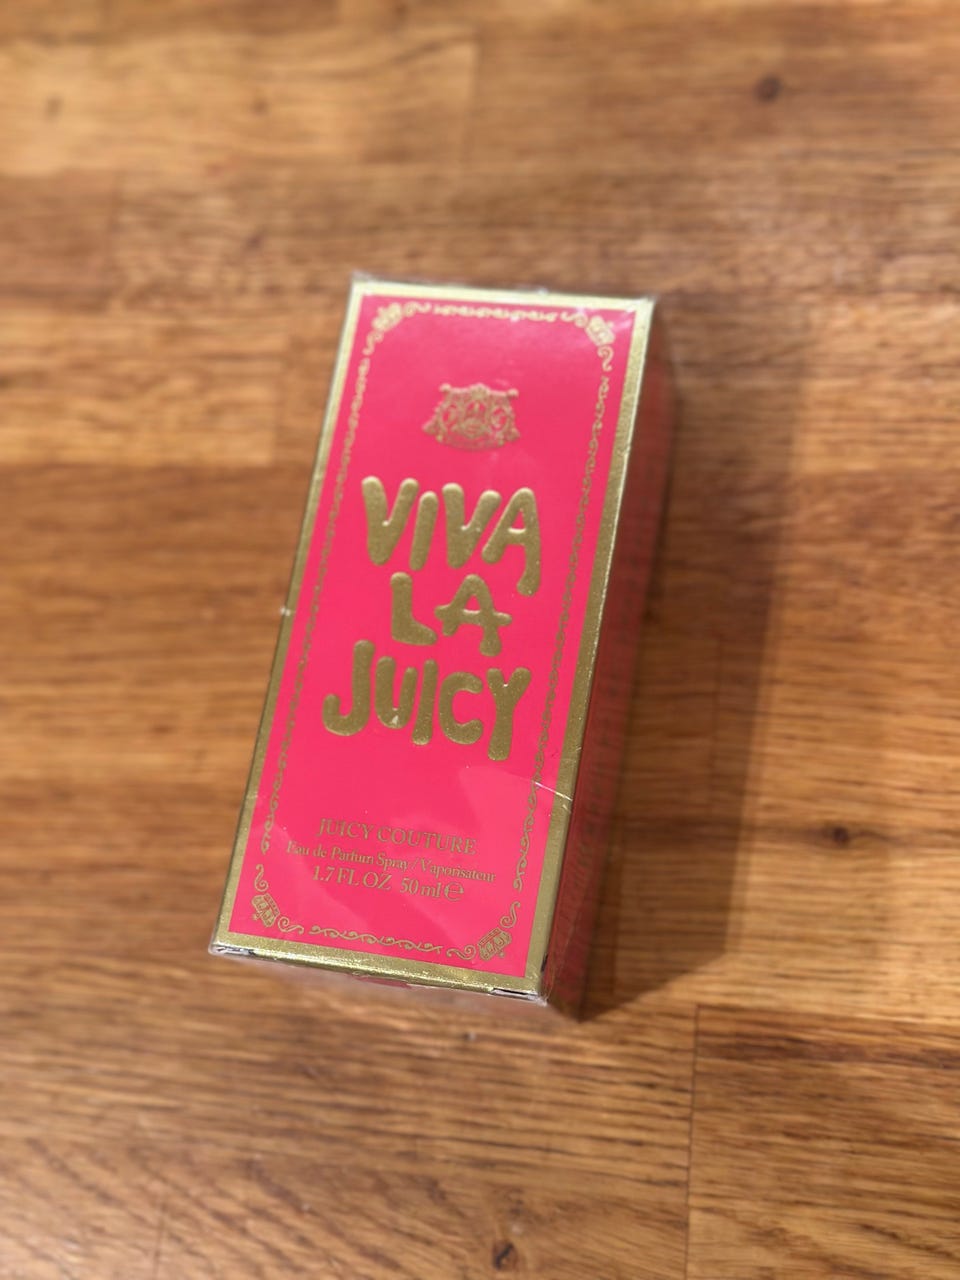 VIVA
LA
JUICY
JUICY COUTURE
Eau de Parfum Spray / Vaporisateur
1.7 FL OZ 50 ml ℮